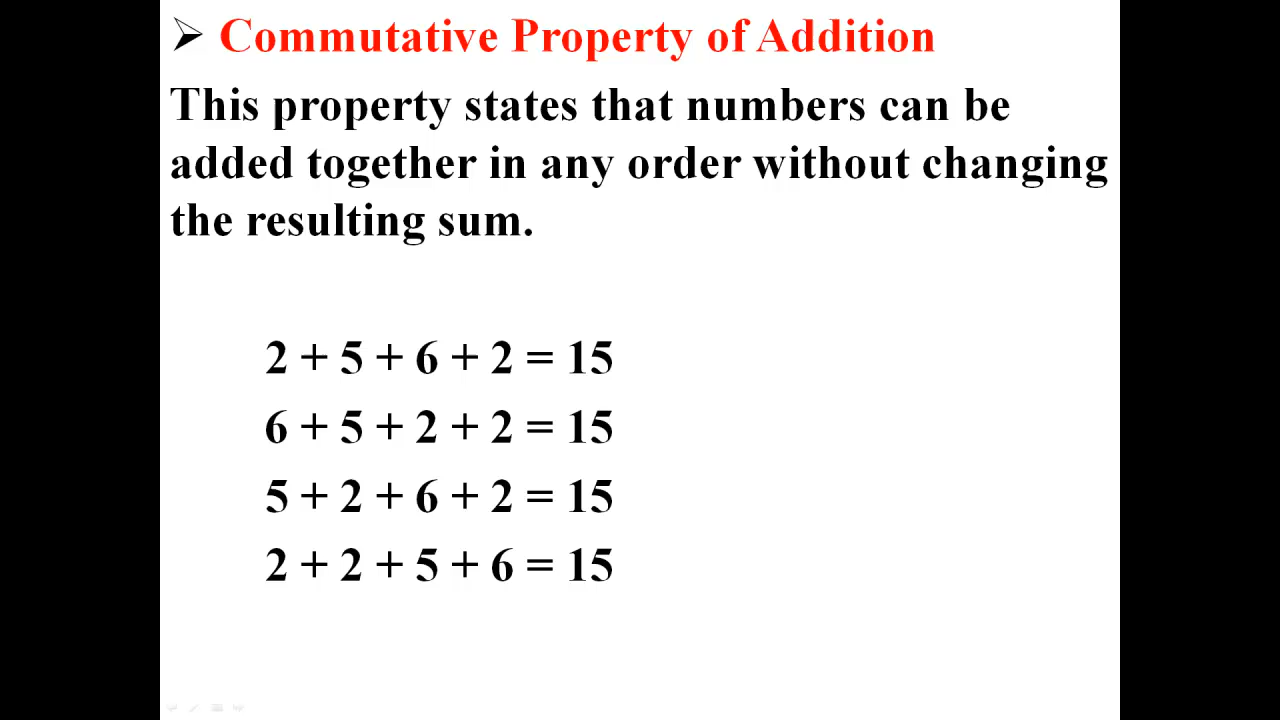 ➢ Commutative Property of Addition
This property states that numbers can be
added together in any order without changing
the resulting sum.
2 + 5 + 6 + 2 = 15
6 + 5 + 2 + 2 = 15
5 + 2 + 6 + 2 = 15
2 + 2 + 5 + 6 = 15